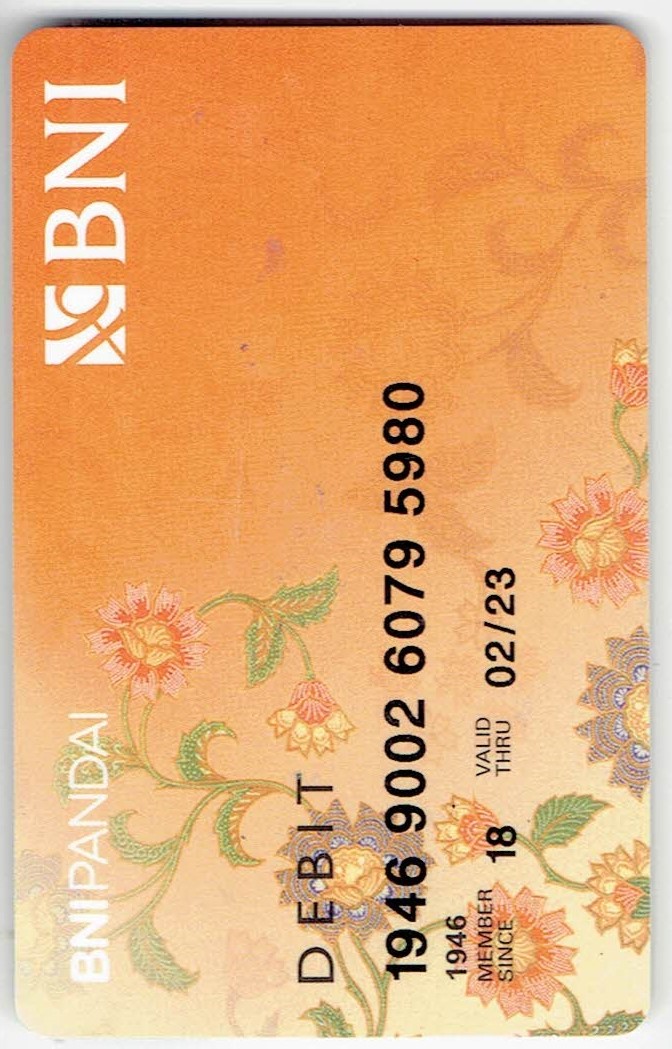 BNI PANDAI
BNI
DEBIT
1946 9002 6079 5980
1946
MEMBER SINCE 18 VALID THRU 02/23